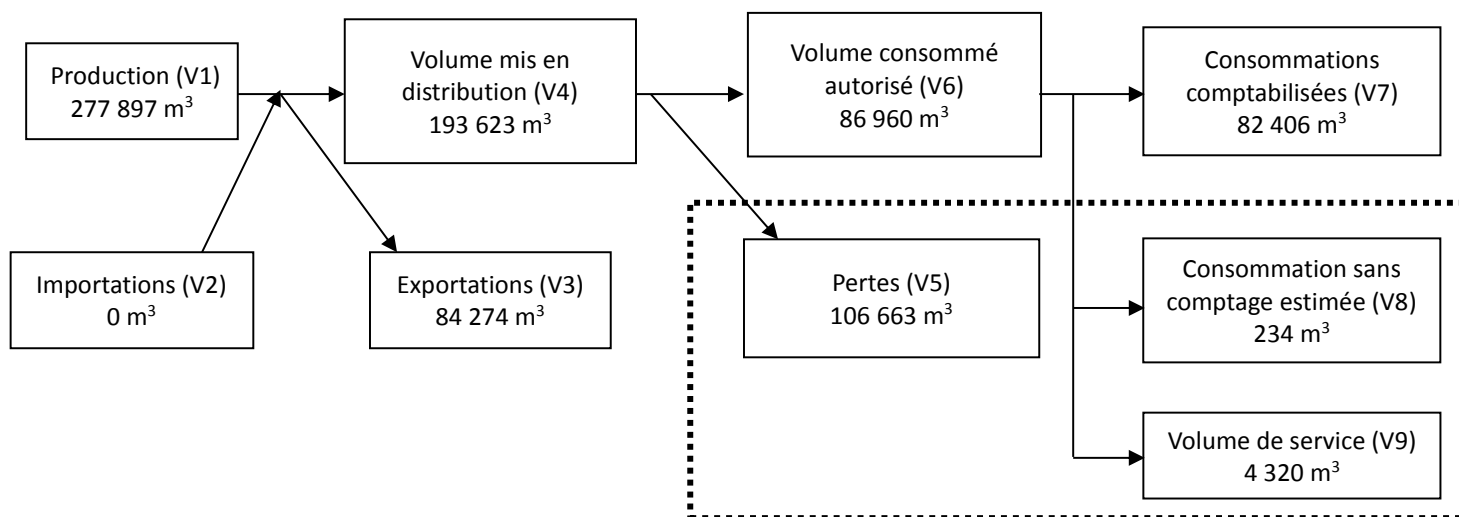 Production (V1)
277 897 m³
Volume mis en
distribution (V4)
193 623 m³
Volume consommé
autorisé (V6)
86 960 m³
Consommations
comptabilisées (V7)
82 406 m³
Importations (V2)
0 m³
Exportations (V3)
84 274 m³
Pertes (V5)
106 663 m³
Consommation sans
comptage estimée (V8)
234 m³
Volume de service (V9)
4 320 m³